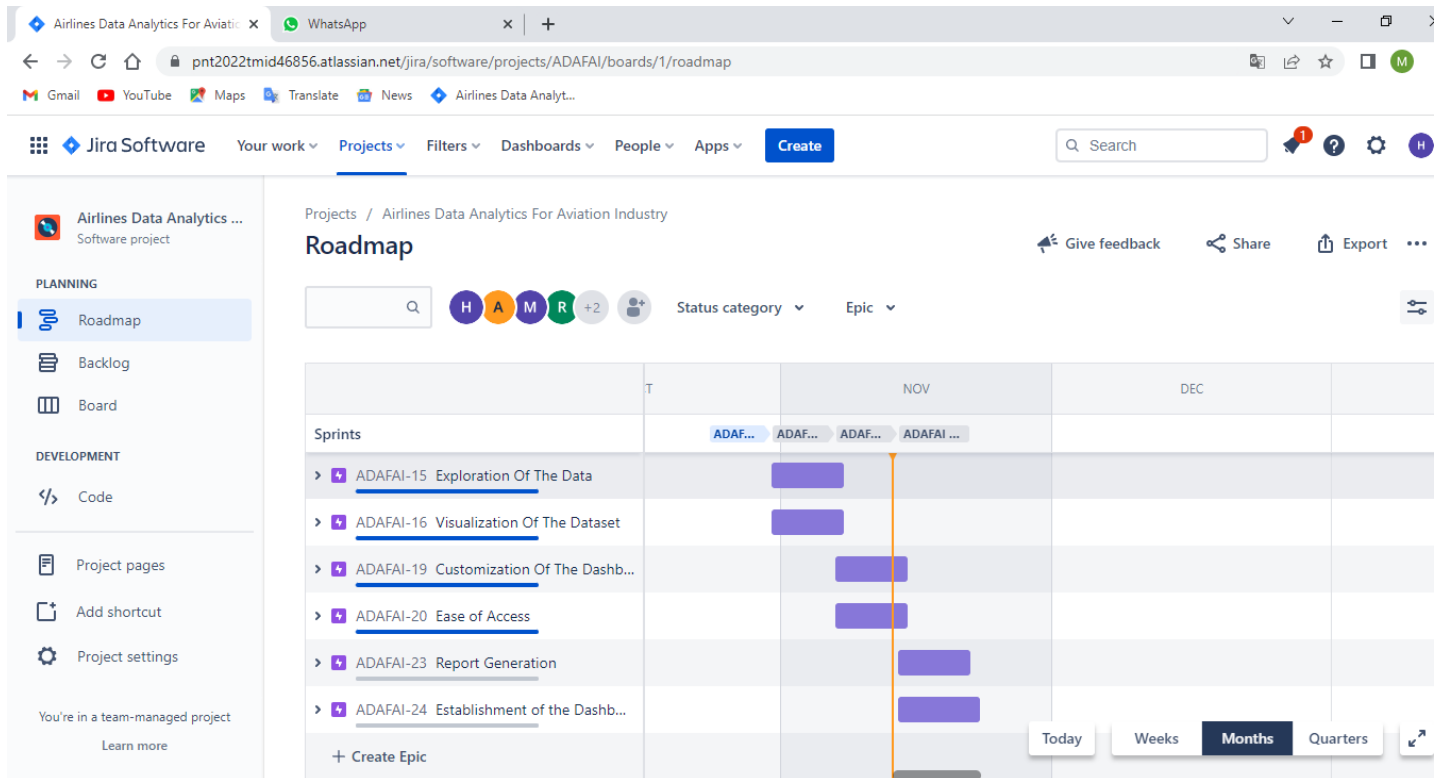 Airlines Data Analytics For Aviatic
WhatsApp
pnt2022tmid46856.atlassian.net/jira/software/projects/ADAFAI/boards/1/roadmap
M
Gmail YouTube Maps Translate News Airlines Data Analyt...
Jira Software Your work Projects Filters Dashboards People Apps Create Search 1 H
Airlines Data Analytics ...
Software project
PLANNING
Roadmap
Backlog
Board
DEVELOPMENT
Code
Project pages
Add shortcut
Project settings
You're in a team-managed project
Learn more
Projects / Airlines Data Analytics For Aviation Industry
Roadmap
Give feedback Share Export
H A M R +2 Status category Epic
T NOV DEC
Sprints ADAF... ADAF... ADAF... ADAFAI ...
ADAFAI-15 Exploration Of The Data
ADAFAI-16 Visualization Of The Dataset
ADAFAI-19 Customization Of The Dashb...
ADAFAI-20 Ease of Access
ADAFAI-23 Report Generation
ADAFAI-24 Establishment of the Dashb...
+ Create Epic
Today Weeks Months Quarters